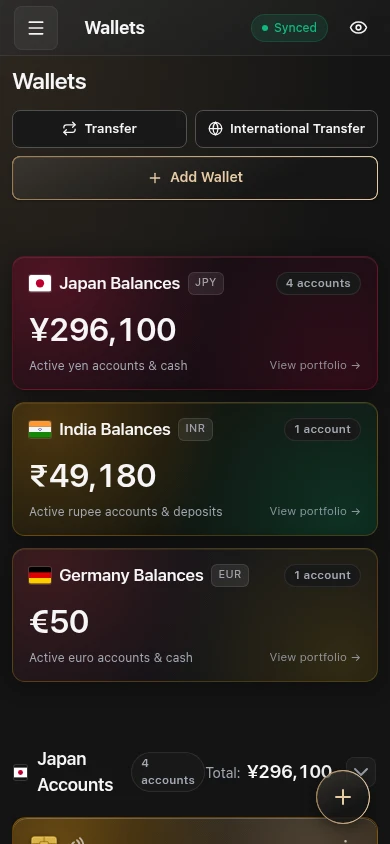 Wallets
Synced
Wallets
Transfer
International Transfer
Add Wallet
Japan Balances JPY
4 accounts
¥296,100
Active yen accounts & cash
View portfolio →
India Balances INR
1 account
₹49,180
Active rupee accounts & deposits
View portfolio →
Germany Balances EUR
1 account
€50
Active euro accounts & cash
View portfolio →
Japan
Accounts
4
accounts
Total: ¥296,100